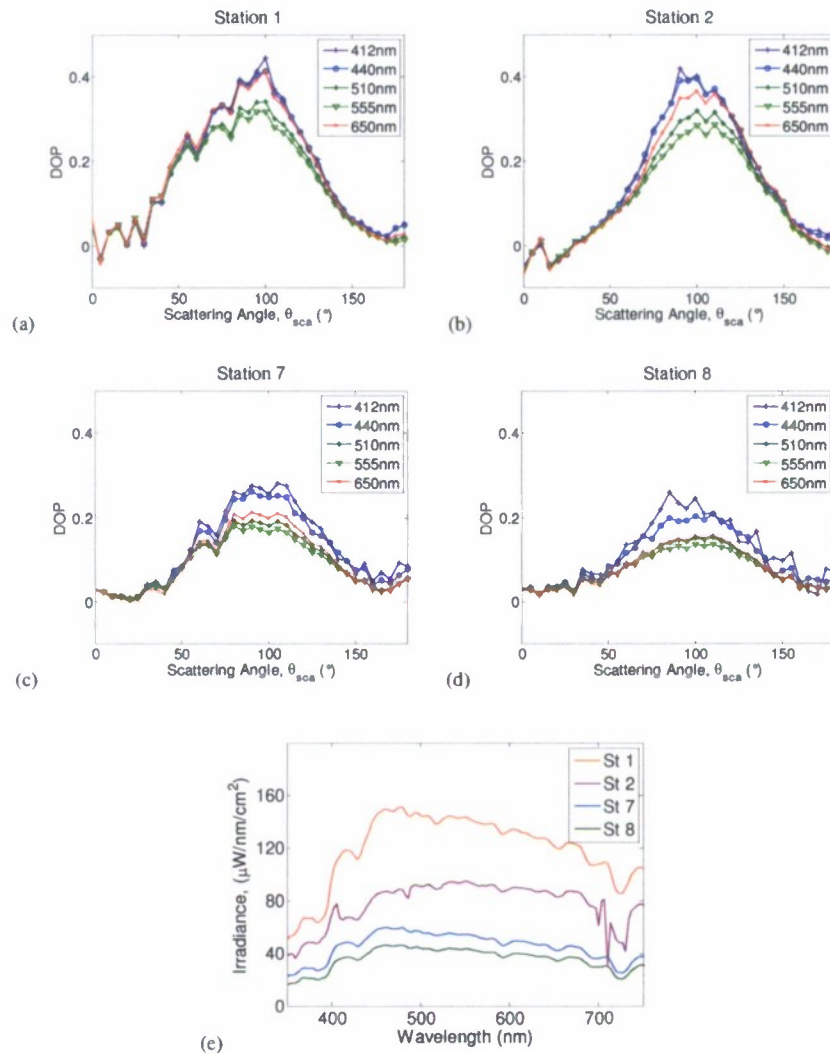 Station 1
0.4
0.2
0
DOP
412nm
440nm
510nm
555nm
650nm
0 50 100 150
Scattering Angle, θsca (°)
(a)
Station 2
0.4
0.2
0
DOP
412nm
440nm
510nm
555nm
650nm
0 50 100 150
Scattering Angle, θsca (°)
(b)
Station 7
0.4
0.2
0
DOP
412nm
440nm
510nm
555nm
650nm
0 50 100 150
Scattering Angle, θsca (°)
(c)
Station 8
0.4
0.2
0
DOP
412nm
440nm
510nm
555nm
650nm
0 50 100 150
Scattering Angle, θsca (°)
(d)
160
120
80
40
0
Irradiance, (μW/nm/cm²)
St 1
St 2
St 7
St 8
400 500 600 700
Wavelength (nm)
(e)